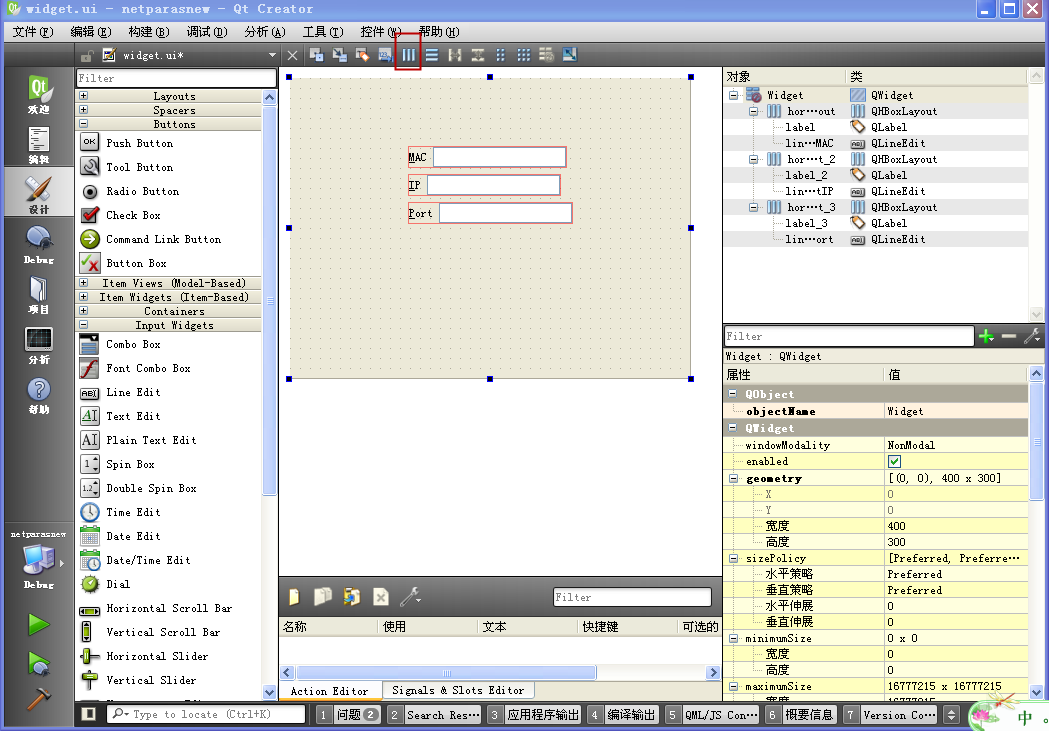 widget.ui - netparasnew - Qt Creator
文件(F) 编辑(E) 构建(B) 调试(D) 分析(A) 工具(T) 控件(W) 帮助(H)
widget.ui*
Qt
欢迎
编辑
设计
Debug
项目
分析
帮助
netparasnew
Debug
Filter
Layouts
Spacers
Buttons
OK Push Button
Tool Button
Radio Button
Check Box
Command Link Button
Button Box
Item Views (Model-Based)
Item Widgets (Item-Based)
Containers
Input Widgets
Combo Box
Font Combo Box
ABI Line Edit
AI Text Edit
AI Plain Text Edit
1 Spin Box
1.2 Double Spin Box
Time Edit
Date Edit
Date/Time Edit
Dial
Horizontal Scroll Bar
Vertical Scroll Bar
Horizontal Slider
Vertical Slider
MAC
IP
Port
Filter
名称 使用 文本 快捷键 可选的
Action Editor Signals & Slots Editor
对象 类
Widget QWidget
hor···out QHBoxLayout
label QLabel
lin···MAC QLineEdit
hor···t_2 QHBoxLayout
label_2 QLabel
lin···tIP QLineEdit
hor···t_3 QHBoxLayout
label_3 QLabel
lin···ort QLineEdit
Filter
Widget : QWidget
属性 值
QObject
objectName Widget
QWidget
windowModality NonModal
enabled
geometry [(0, 0), 400 x 300]
X 0
Y 0
宽度 400
高度 300
sizePolicy [Preferred, Preferre···
水平策略 Preferred
垂直策略 Preferred
水平伸展 0
垂直伸展 0
minimumSize 0 x 0
宽度 0
高度 0
maximumSize 16777215 x 16777215
Type to locate (Ctrl+K) 1 问题 2 2 Search Res··· 3 应用程序输出 4 编译输出 5 QML/JS Con··· 6 概要信息 7 Version Co···
中